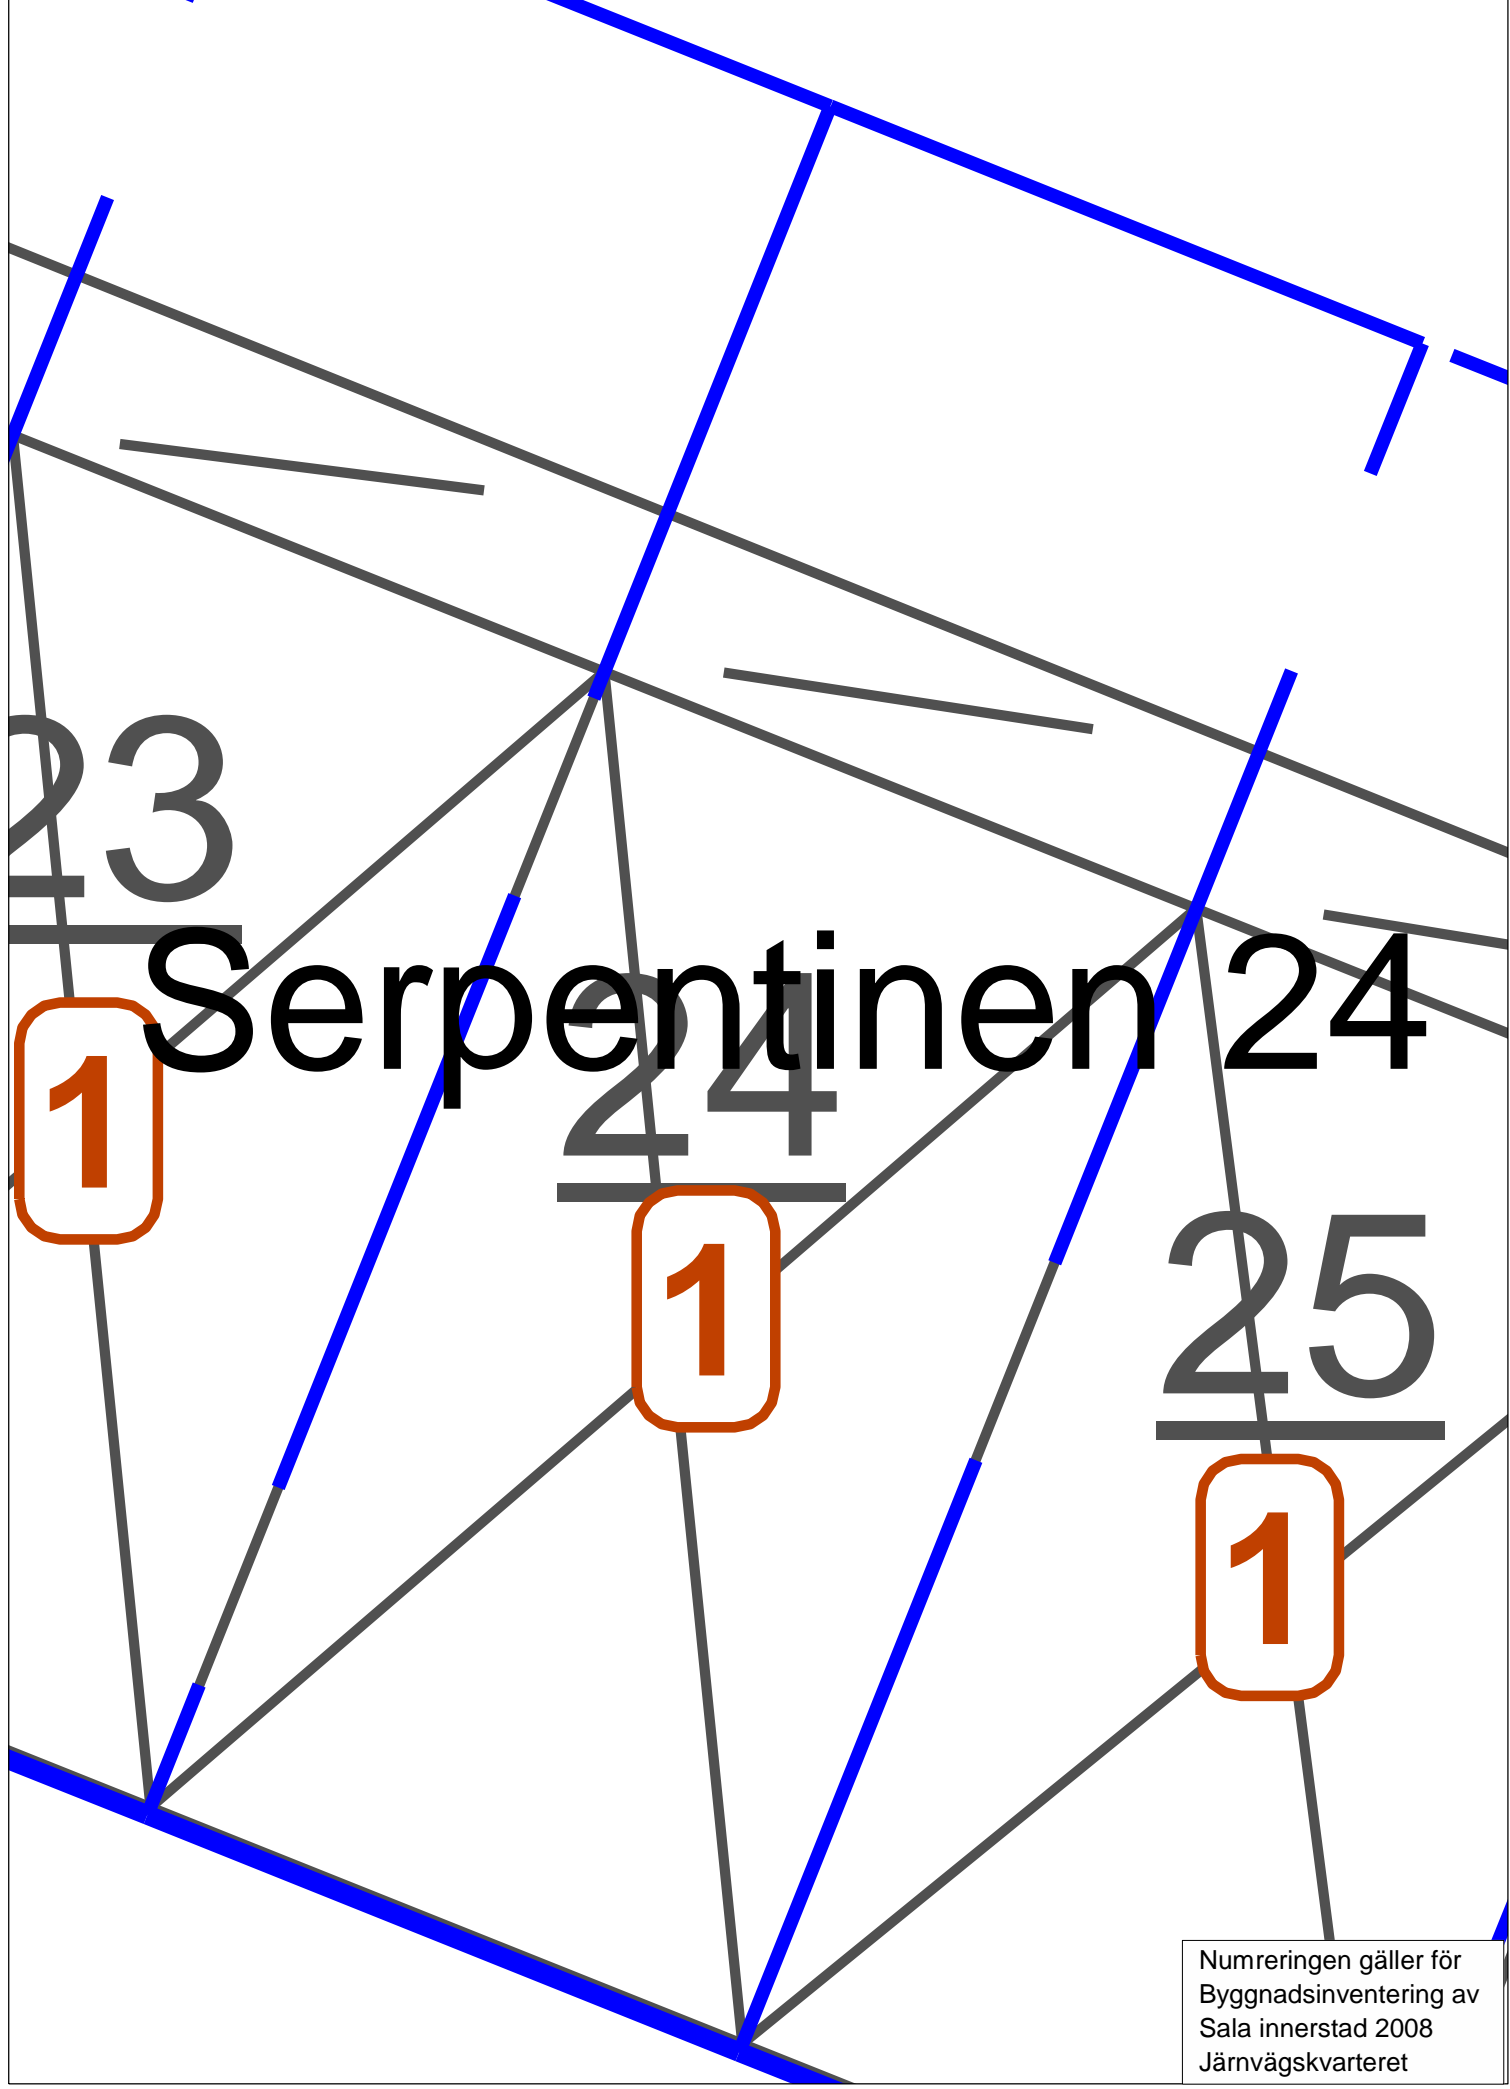 23
Serpentinen 24
24
1
1
25
1
Numreringen gäller för
Byggnadsinventering av
Sala innerstad 2008
Järnvägskvarteret